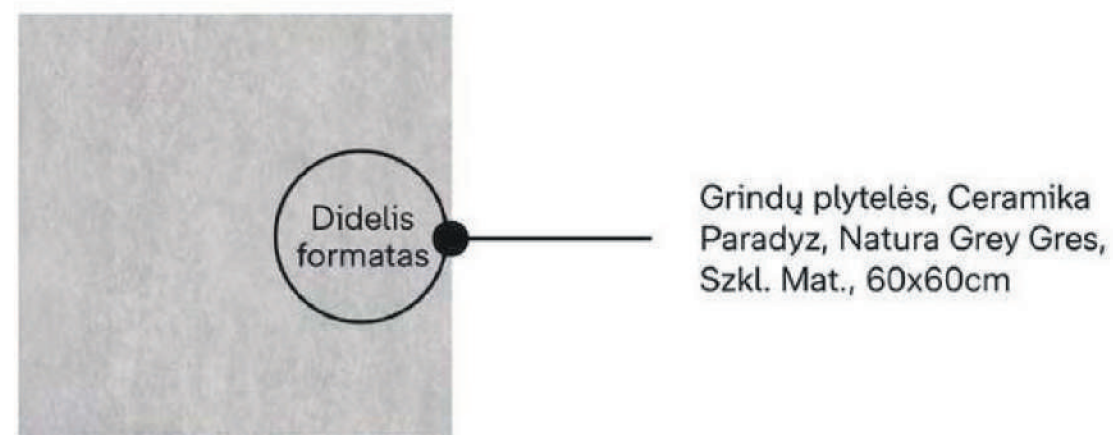 Didelis
formatas
Grindų plytelės, Ceramika
Paradyz, Natura Grey Gres,
Szkl. Mat., 60x60cm